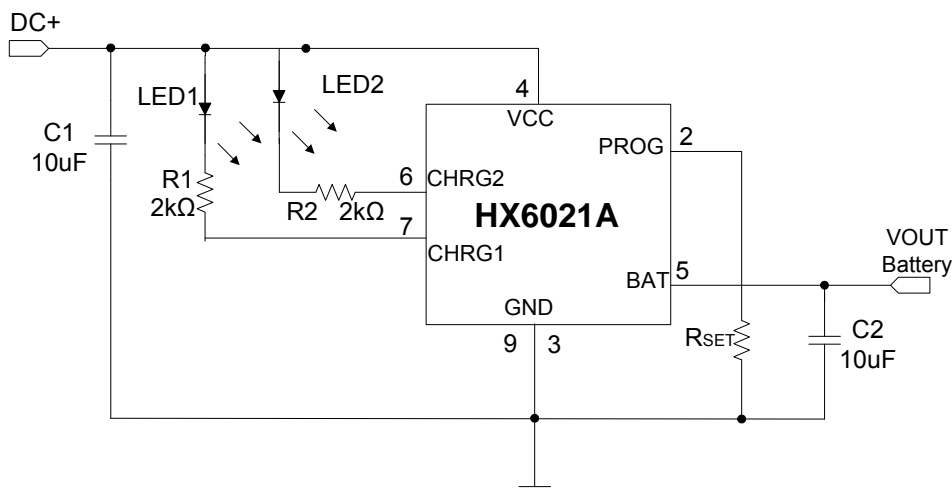 DC+
C1
10uF
LED1
LED2
R1
2kΩ
R2
2kΩ
6
7
4
VCC
CHRG2
CHRG1
PROG
2
HX6021A
BAT
5
GND
9
3
RSET
VOUT
Battery
C2
10uF